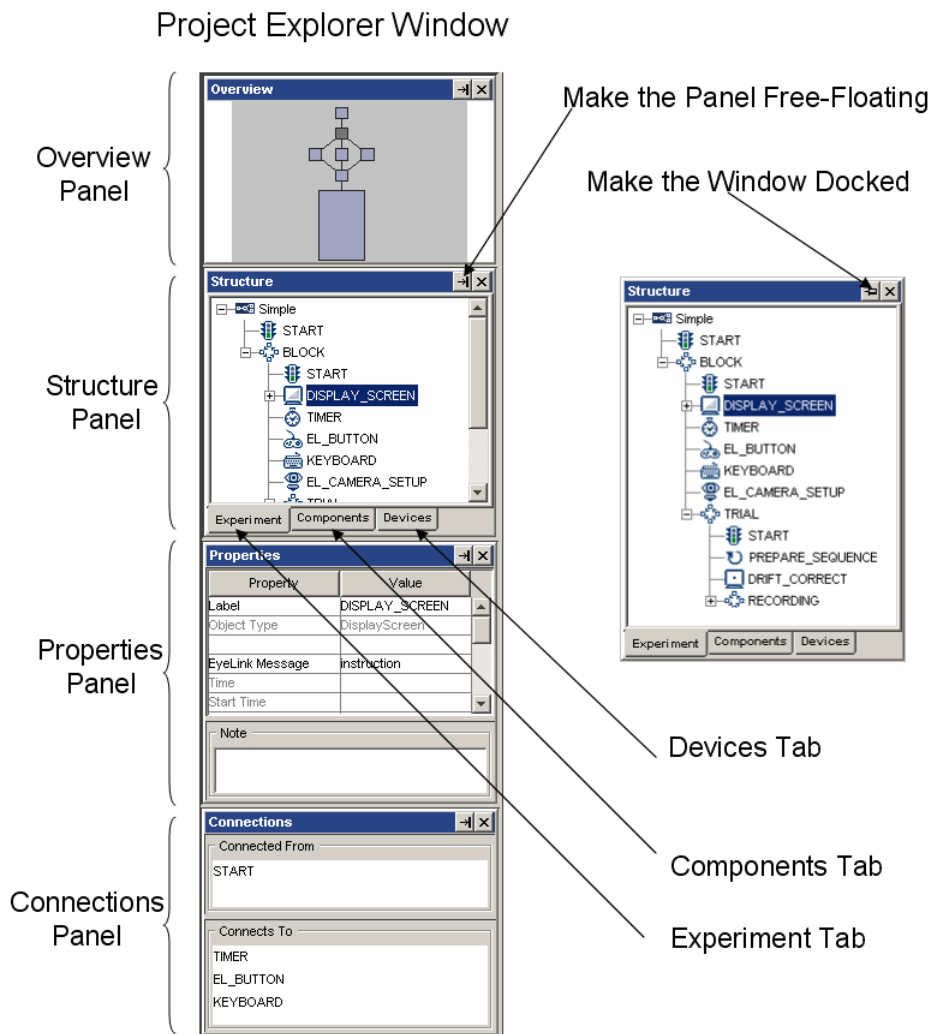 Project Explorer Window
Overview
Overview
Panel
Make the Panel Free-Floating
Make the Window Docked
Structure
Simple
START
BLOCK
START
DISPLAY_SCREEN
TIMER
EL_BUTTON
KEYBOARD
EL_CAMERA_SETUP
TRIAL
Experiment
Components
Devices
Structure
Panel
Structure
Simple
START
BLOCK
START
DISPLAY_SCREEN
TIMER
EL_BUTTON
KEYBOARD
EL_CAMERA_SETUP
TRIAL
START
PREPARE_SEQUENCE
DRIFT_CORRECT
RECORDING
Experiment
Components
Devices
Properties
Property Value
Label DISPLAY_SCREEN
Object Type DisplayScreen
EyeLink Message instruction
Time
Start Time
Note
Properties
Panel
Devices Tab
Connections
Connected From
START
Connects To
TIMER
EL_BUTTON
KEYBOARD
Connections
Panel
Components Tab
Experiment Tab